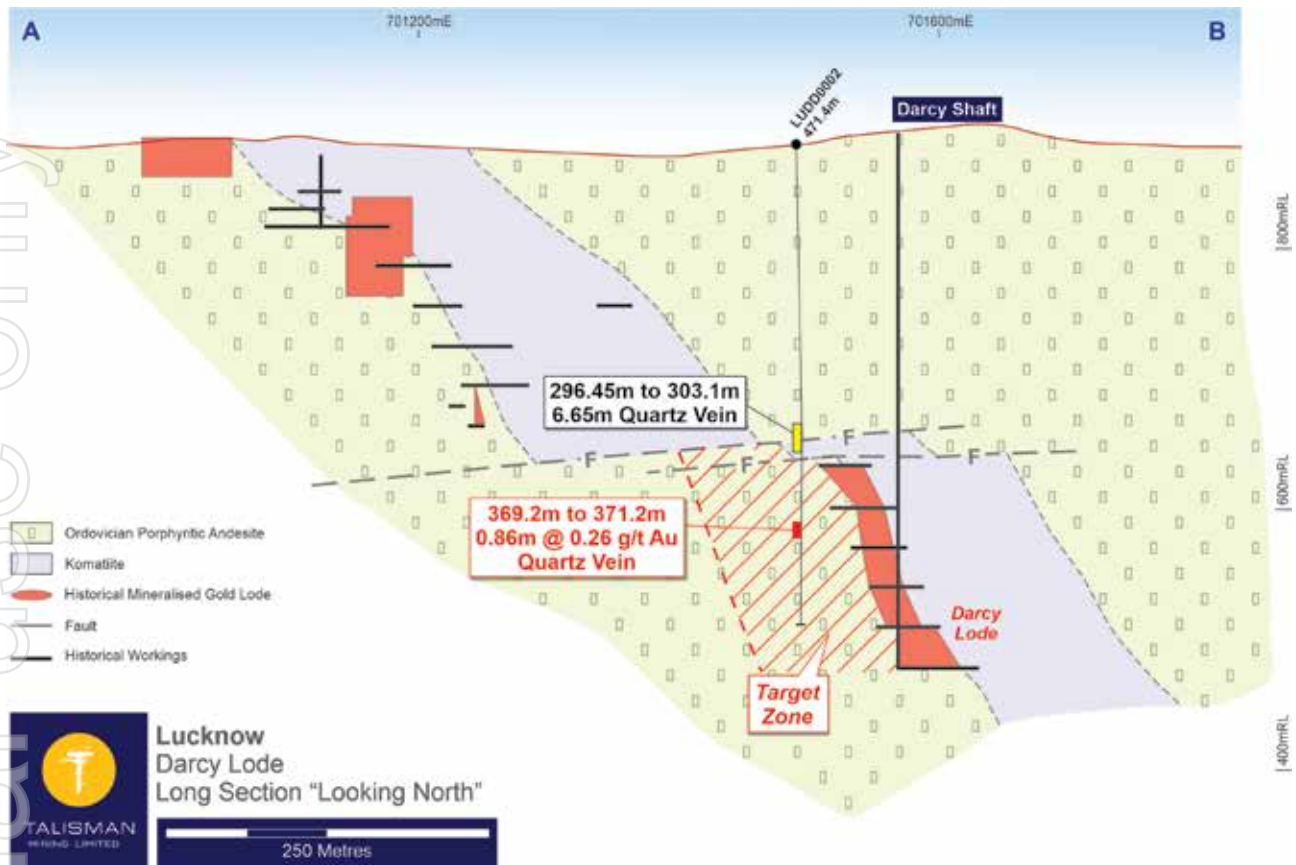 A
701200mE
701600mE
B
LUDD0002
471.4m
Darcy Shaft
800mRL
296.45m to 303.1m
6.65m Quartz Vein
F
F
F
F
600mRL
369.2m to 371.2m
0.86m @ 0.26 g/t Au
Quartz Vein
Ordovician Porphyritic Andesite
Komatiite
Historical Mineralised Gold Lode
Fault
Historical Workings
Darcy
Lode
Target
Zone
400mRL
Lucknow
Darcy Lode
Long Section "Looking North"
TALISMAN
MINING LIMITED
250 Metres